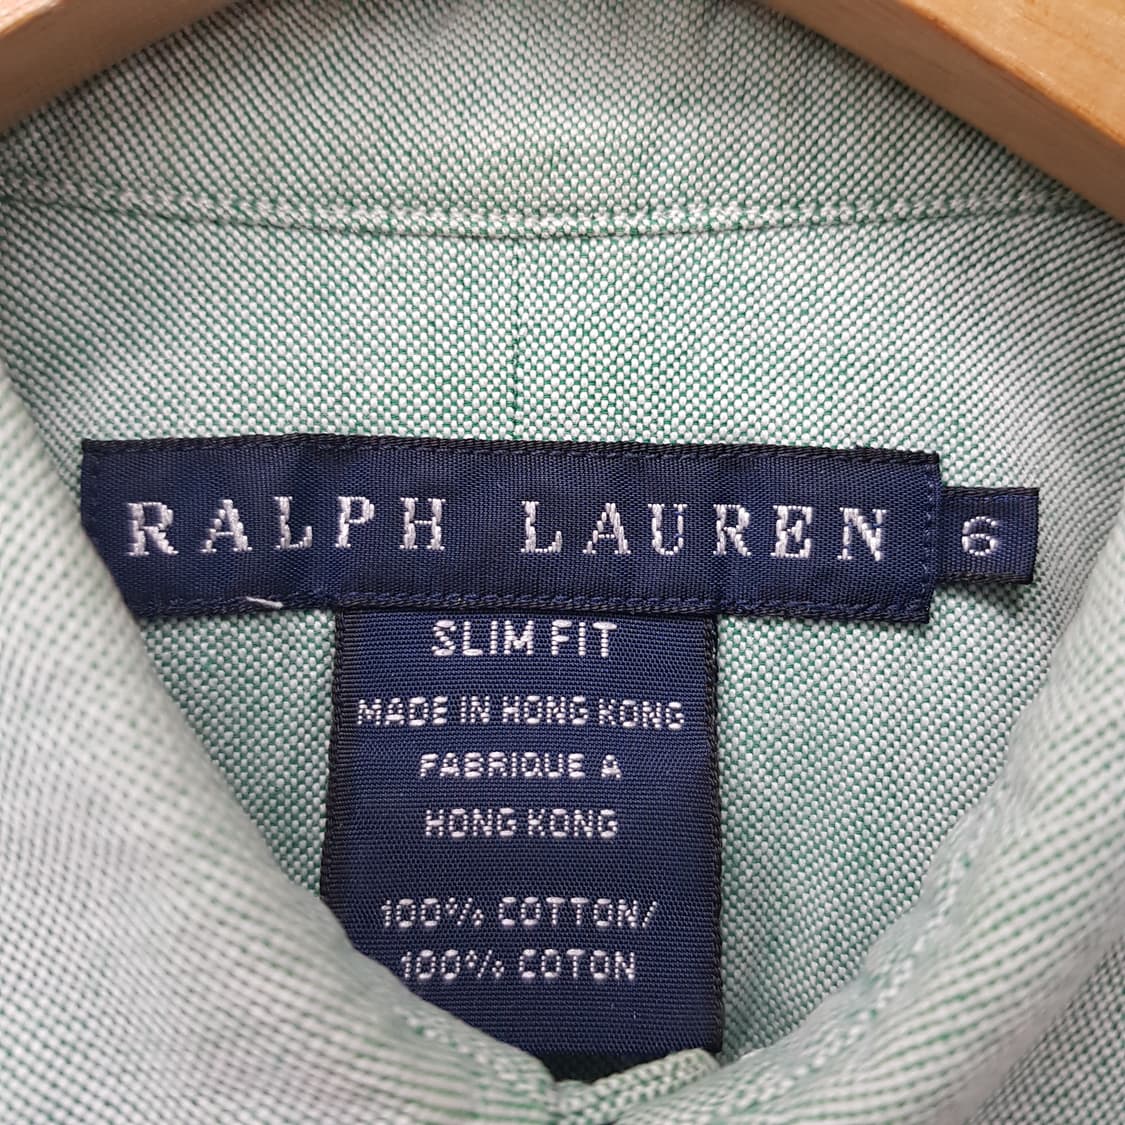 RALPH LAUREN 6
SLIM FIT
MADE IN HONG KONG
FABRIQUE A
HONG KONG
100% COTTON/
100% COTON